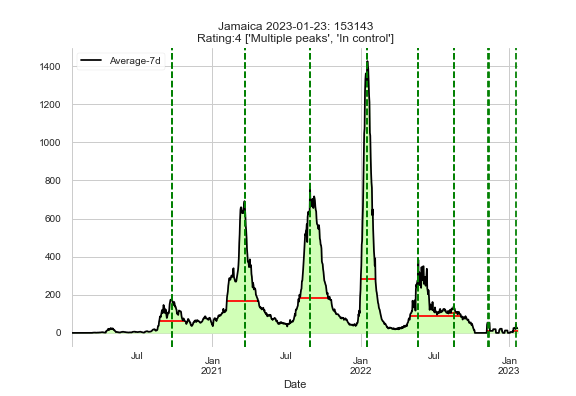 Jamaica 2023-01-23: 153143
Rating:4 ['Multiple peaks', 'In control']
Average-7d
1400
1200
1000
800
600
400
200
0
Jul
Jan
2021
Jul
Jan
2022
Jul
Jan
2023
Date